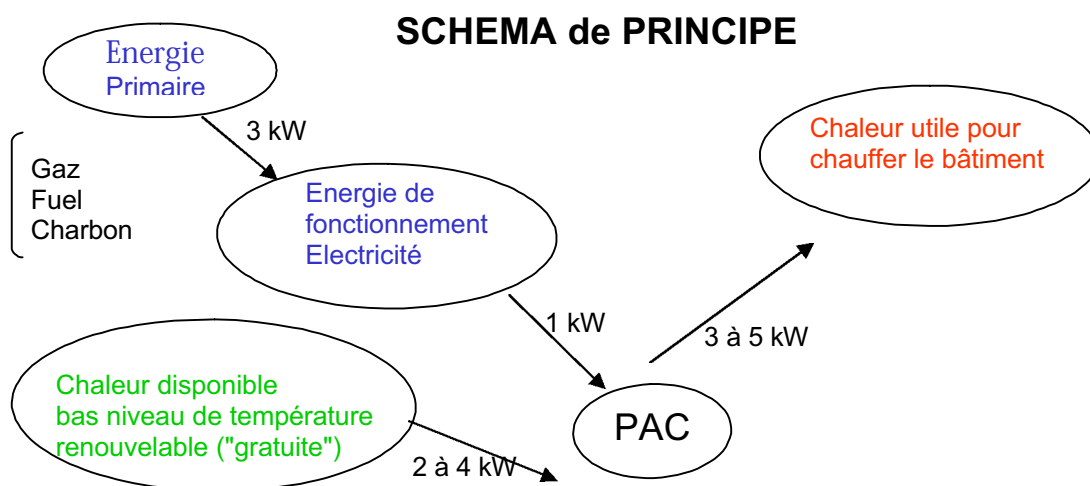 SCHEMA de PRINCIPE
Energie
Primaire
3 kW
Gaz
Fuel
Charbon
Energie de
fonctionnement
Electricité
Chaleur utile pour
chauffer le bâtiment
1 kW
3 à 5 kW
Chaleur disponible
bas niveau de température
renouvelable ("gratuite")
2 à 4 kW
PAC